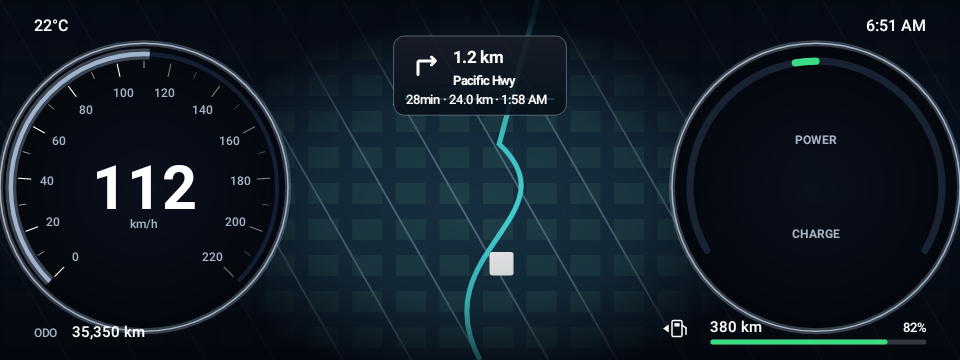 22°C
6:51 AM
1.2 km
Pacific Hwy
28min · 24.0 km · 1:58 AM
0
20
40
60
80
100
120
140
160
180
200
220
112
km/h
POWER
CHARGE
ODO 35,350 km
380 km 82%